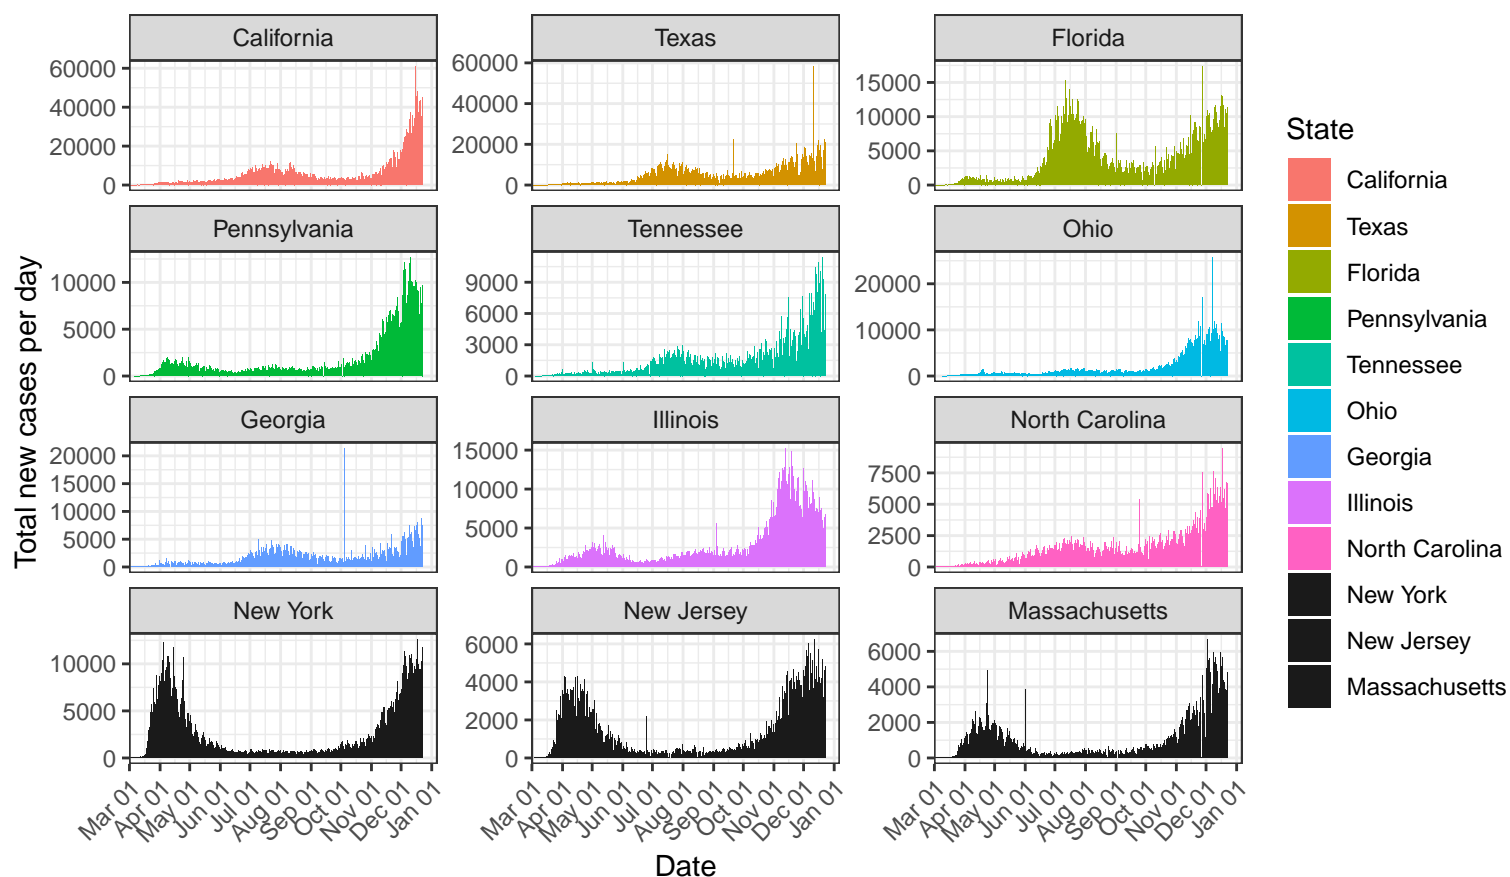 California
Texas
Florida
60000
40000
20000
0
60000
40000
20000
0
15000
10000
5000
0
Pennsylvania
Tennessee
Ohio
10000
5000
0
9000
6000
3000
0
20000
10000
0
Georgia
Illinois
North Carolina
20000
15000
10000
5000
0
15000
10000
5000
0
7500
5000
2500
0
New York
New Jersey
Massachusetts
10000
5000
0
6000
4000
2000
0
6000
4000
2000
0
Mar 01
Apr 01
May 01
Jun 01
Jul 01
Aug 01
Sep 01
Oct 01
Nov 01
Dec 01
Jan 01
Mar 01
Apr 01
May 01
Jun 01
Jul 01
Aug 01
Sep 01
Oct 01
Nov 01
Dec 01
Jan 01
Mar 01
Apr 01
May 01
Jun 01
Jul 01
Aug 01
Sep 01
Oct 01
Nov 01
Dec 01
Jan 01
Date
Total new cases per day
State
California
Texas
Florida
Pennsylvania
Tennessee
Ohio
Georgia
Illinois
North Carolina
New York
New Jersey
Massachusetts